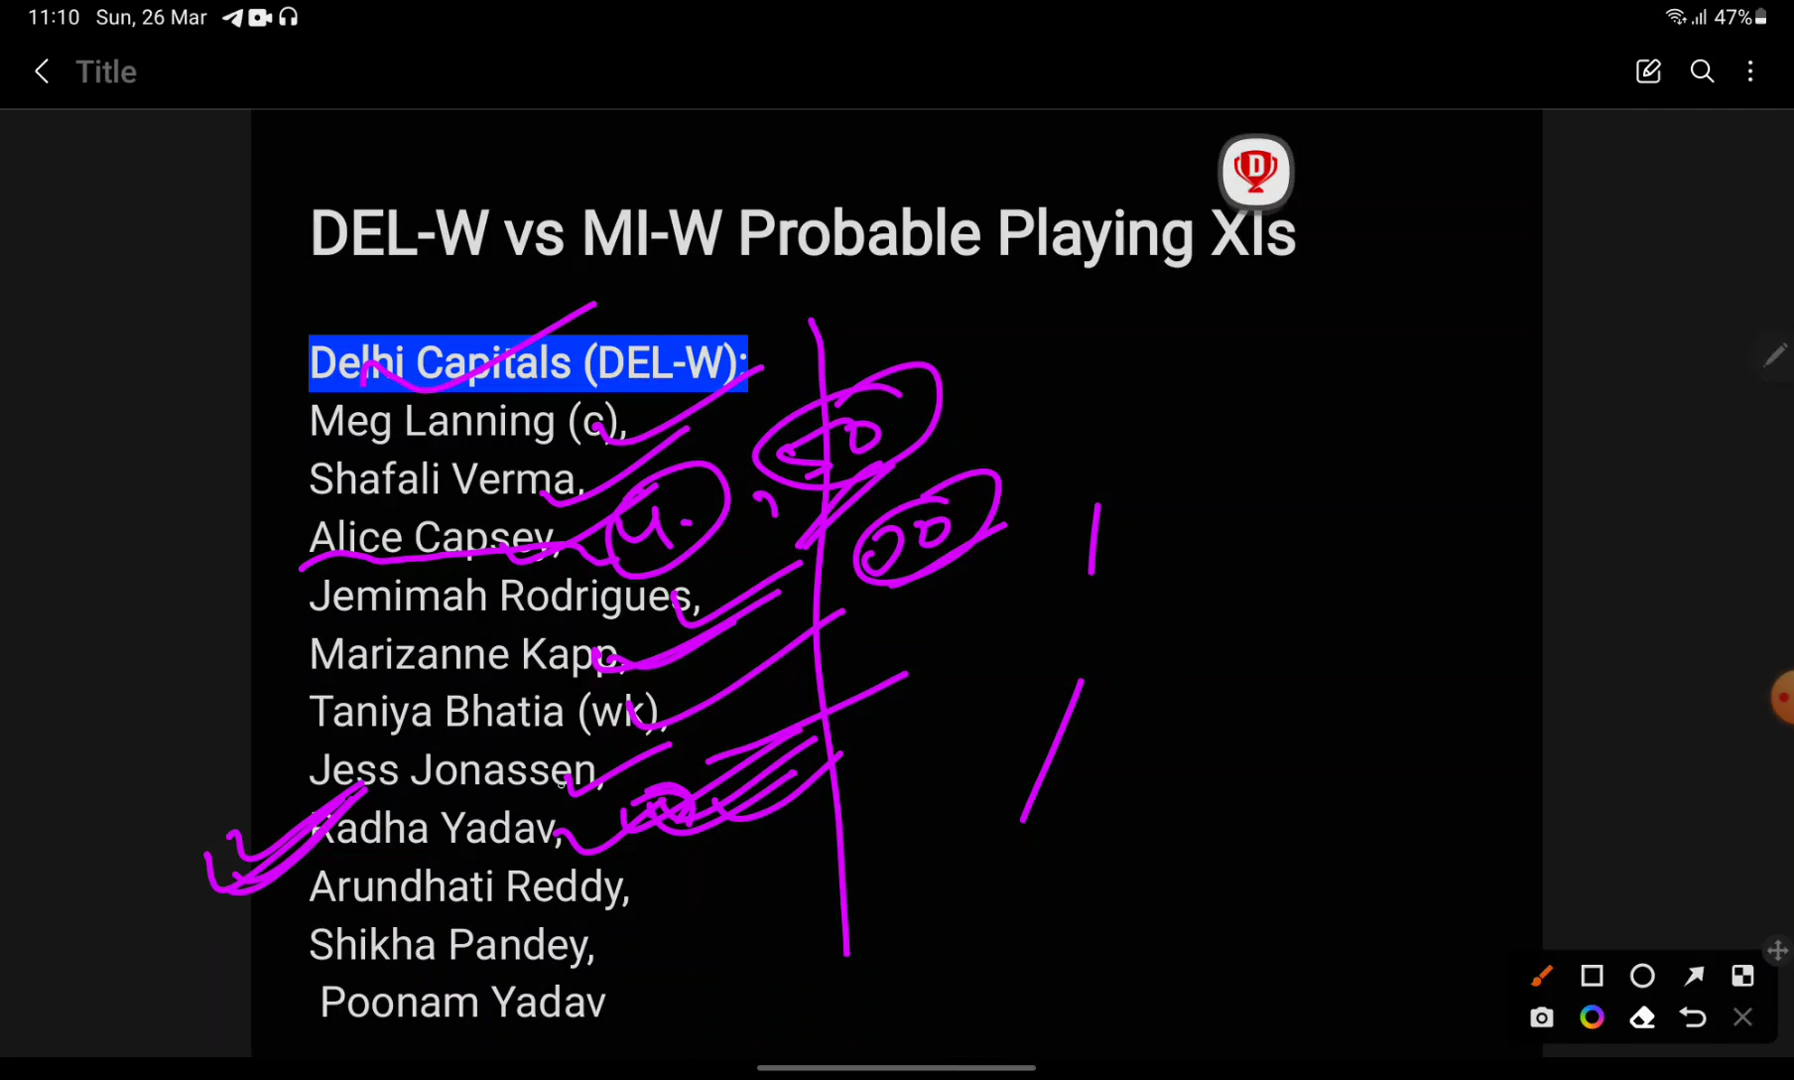 11:10 Sun, 26 Mar
47%
Title
D
DEL-W vs MI-W Probable Playing XIs
Delhi Capitals (DEL-W):
Meg Lanning (c),
Shafali Verma,
Alice Capsey,
Jemimah Rodrigues,
Marizanne Kapp,
Taniya Bhatia (wk),
Jess Jonassen,
Radha Yadav,
Arundhati Reddy,
Shikha Pandey,
Poonam Yadav